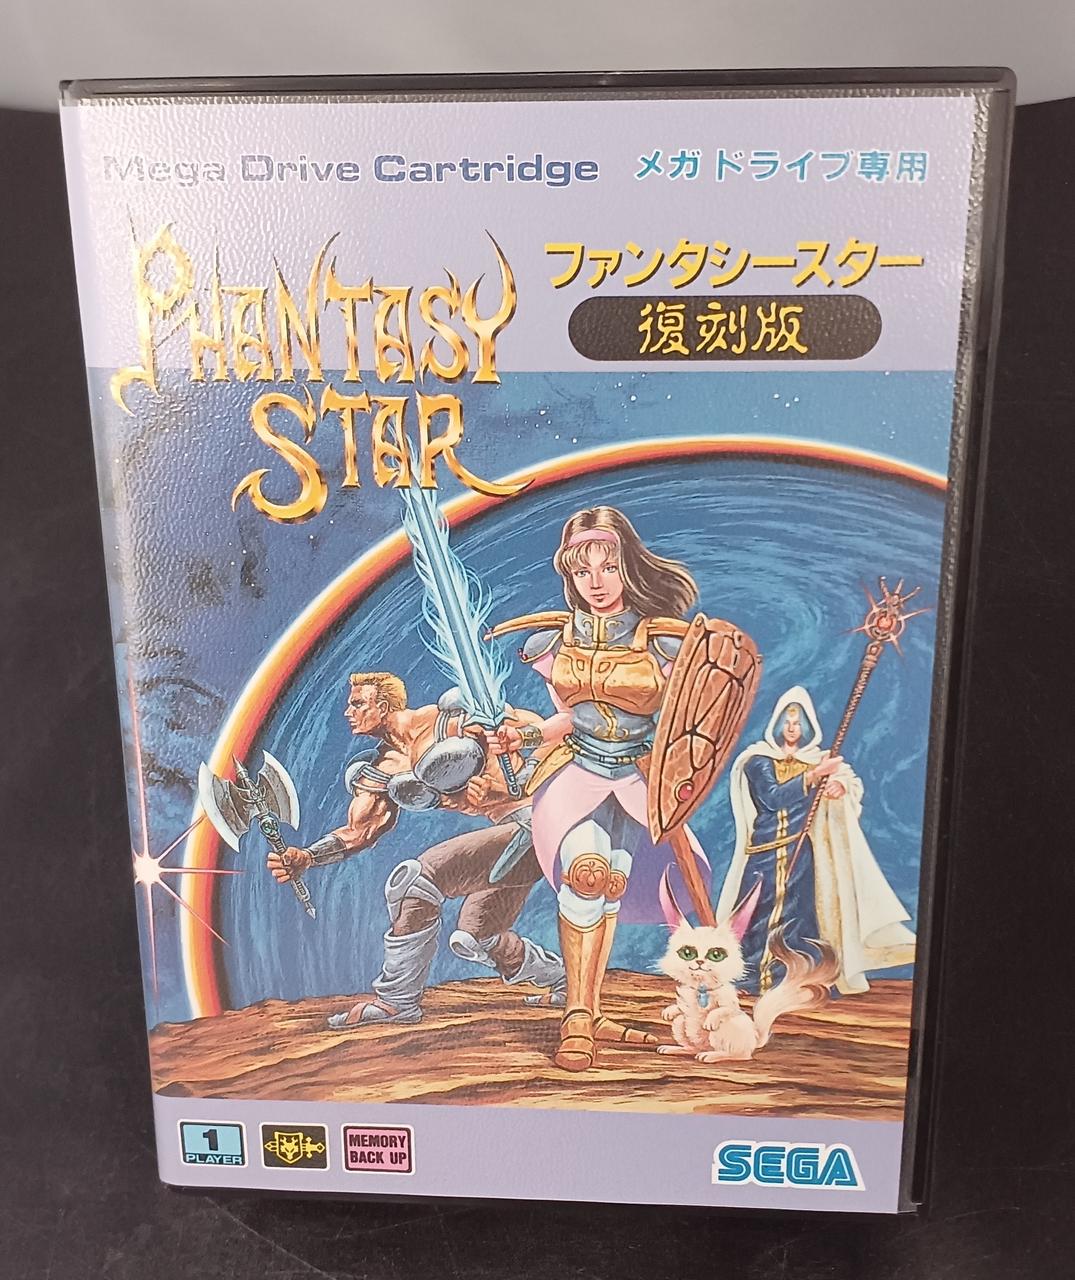 Mega Drive Cartridge メガドライブ専用
PHANTASY
STAR
ファンタシースター
復刻版
1
PLAYER
MEMORY
BACK UP
SEGA